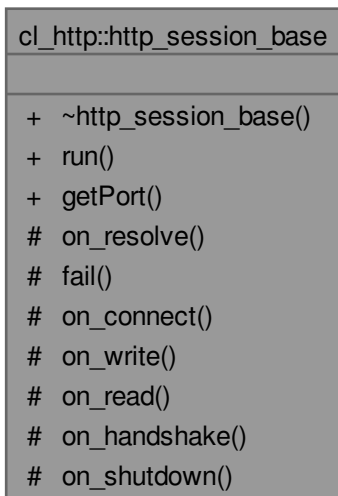 cl_http::http_session_base
+ ~http_session_base()
+ run()
+ getPort()
# on_resolve()
# fail()
# on_connect()
# on_write()
# on_read()
# on_handshake()
# on_shutdown()